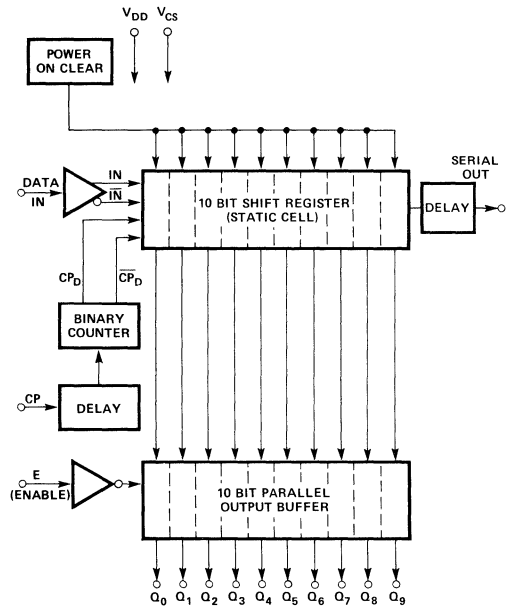 V_DD V_CS
POWER
ON CLEAR
DATA
IN
IN
I̅N̅
10 BIT SHIFT REGISTER
(STATIC CELL)
SERIAL
OUT
DELAY
CP_D
C̅P̅_D
BINARY
COUNTER
CP
DELAY
E
(ENABLE)
10 BIT PARALLEL
OUTPUT BUFFER
Q₀ Q₁ Q₂ Q₃ Q₄ Q₅ Q₆ Q₇ Q₈ Q₉